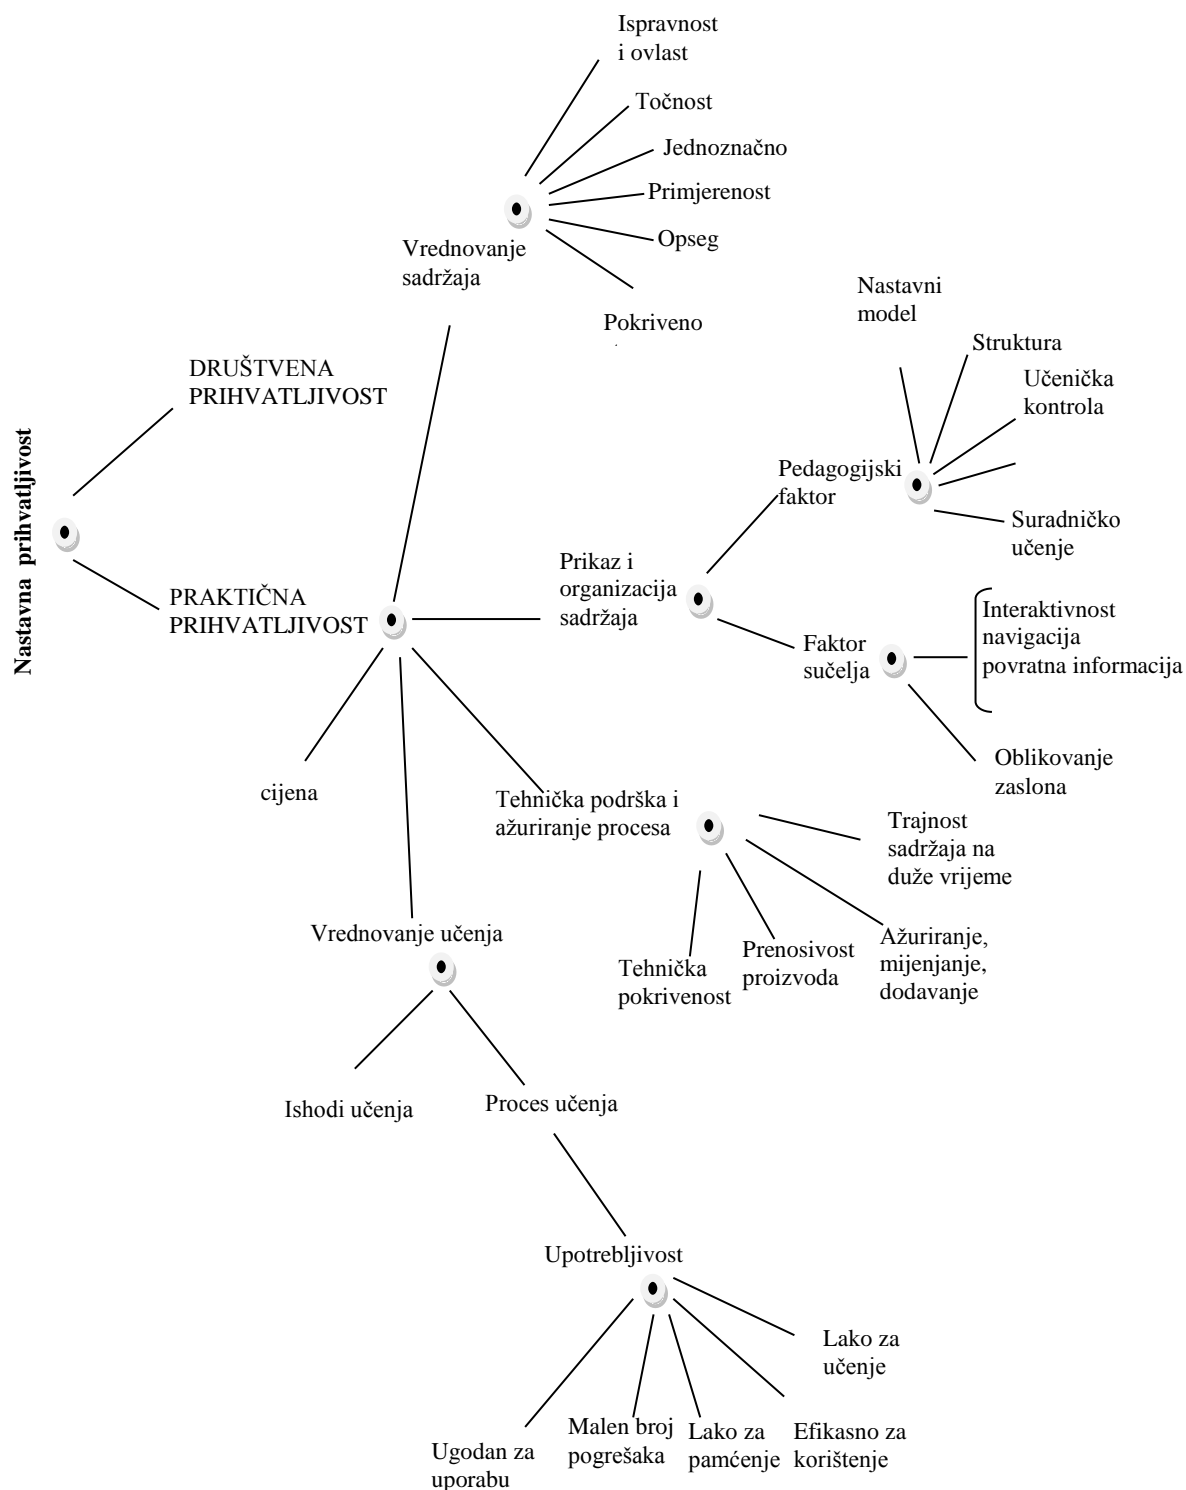 Ispravnost
i ovlast
Točnost
Jednoznačno
Primjerenost
Opseg
Vrednovanje
sadržaja
Pokriveno
Nastavni
model
Struktura
Učenička
kontrola
DRUŠTVENA
PRIHVATLJIVOST
Nastavna prihvatljivost
Pedagogijski
faktor
Suradničko
učenje
Prikaz i
organizacija
sadržaja
PRAKTIČNA
PRIHVATLJIVOST
Interaktivnost
navigacija
povratna informacija
Faktor
sučelja
Oblikovanje
zaslona
cijena
Tehnička podrška i
ažuriranje procesa
Trajnost
sadržaja na
duže vrijeme
Vrednovanje učenja
Tehnička
pokrivenost
Prenosivost
proizvoda
Ažuriranje,
mijenjanje,
dodavanje
Ishodi učenja
Proces učenja
Upotrebljivost
Lako za
učenje
Ugodan za
uporabu
Malen broj
pogrešaka
Lako za
pamćenje
Efikasno za
korištenje